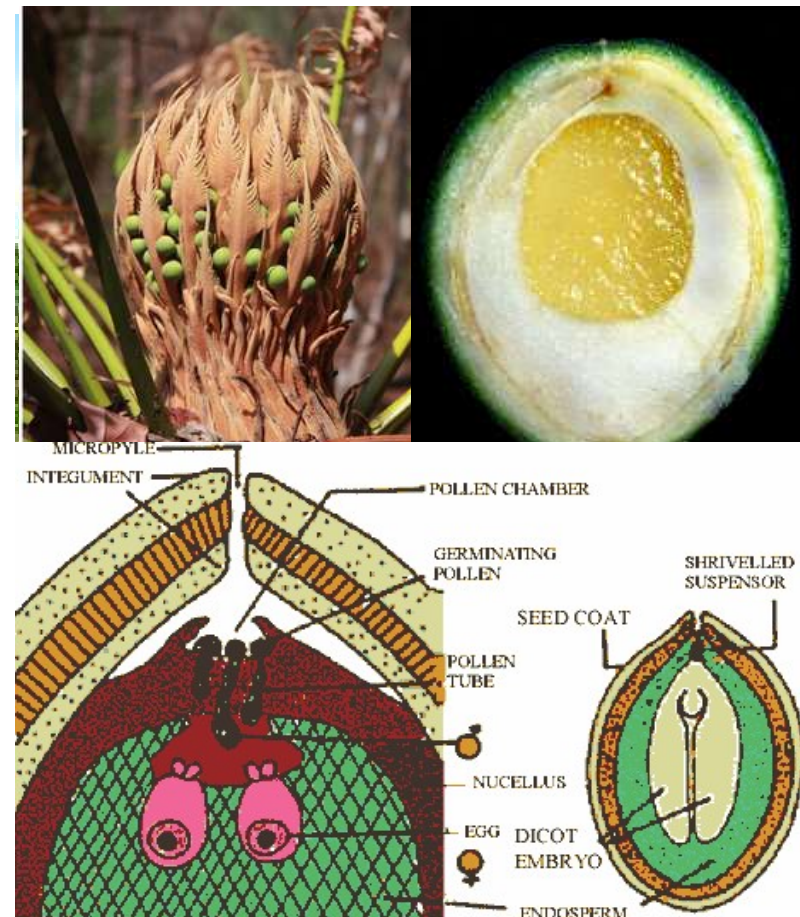 MICROPYLE
INTEGUMENT
POLLEN CHAMBER
GERMINATING
POLLEN
SHRIVELLED
SUSPENSOR
SEED COAT
POLLEN
TUBE
♂
NUCELLUS
EGG
♀
DICOT
EMBRYO
ENDOSPERM